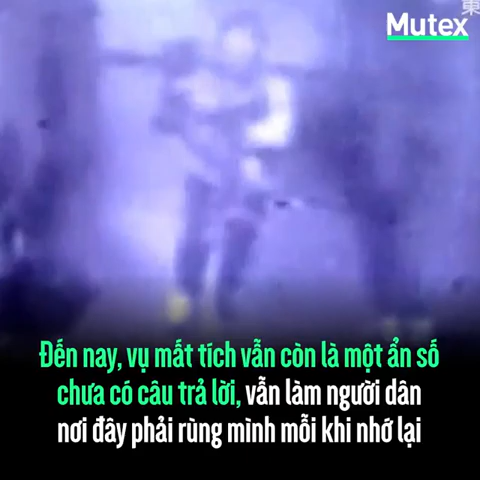 東
Mutex
Đến nay, vụ mất tích vẫn còn là một ẩn số
chưa có câu trả lời, vẫn làm người dân
nơi đây phải rùng mình mỗi khi nhớ lại